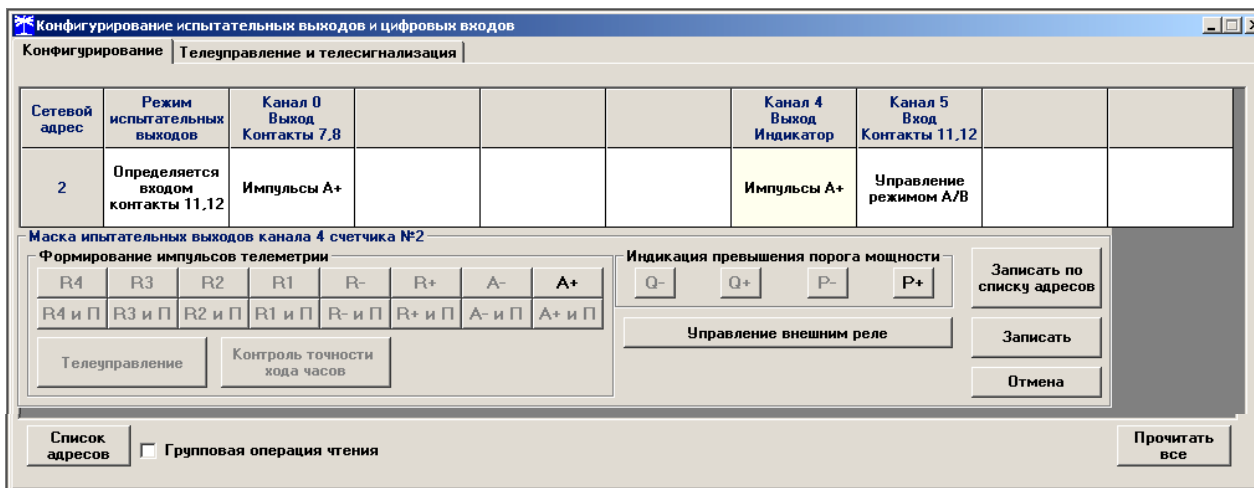 Конфигурирование испытательных выходов и цифровых входов
Конфигурирование Телеуправление и телесигнализация
Сетевой адрес
Режим испытательных выходов
Канал 0 Выход Контакты 7,8
Канал 4 Выход Индикатор
Канал 5 Вход Контакты 11,12
2
Определяется входом контакты 11,12
Импульсы А+
Импульсы А+
Управление режимом А/В
Маска ипытательных выходов канала 4 счетчика №2
Формирование импульсов телеметрии
R4 R3 R2 R1 R- R+ A- A+
R4 и П R3 и П R2 и П R1 и П R- и П R+ и П A- и П A+ и П
Телеуправление
Контроль точности хода часов
Индикация превышения порога мощности
Q- Q+ P- P+
Управление внешним реле
Записать по списку адресов
Записать
Отмена
Список адресов
Групповая операция чтения
Прочитать все